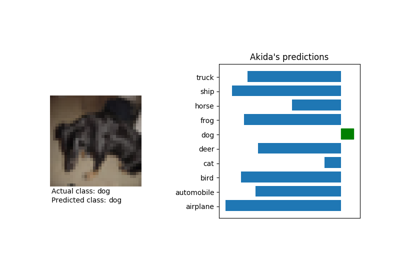 Akida's predictions
truck
ship
horse
frog
dog
deer
cat
bird
automobile
airplane
Actual class: dog
Predicted class: dog